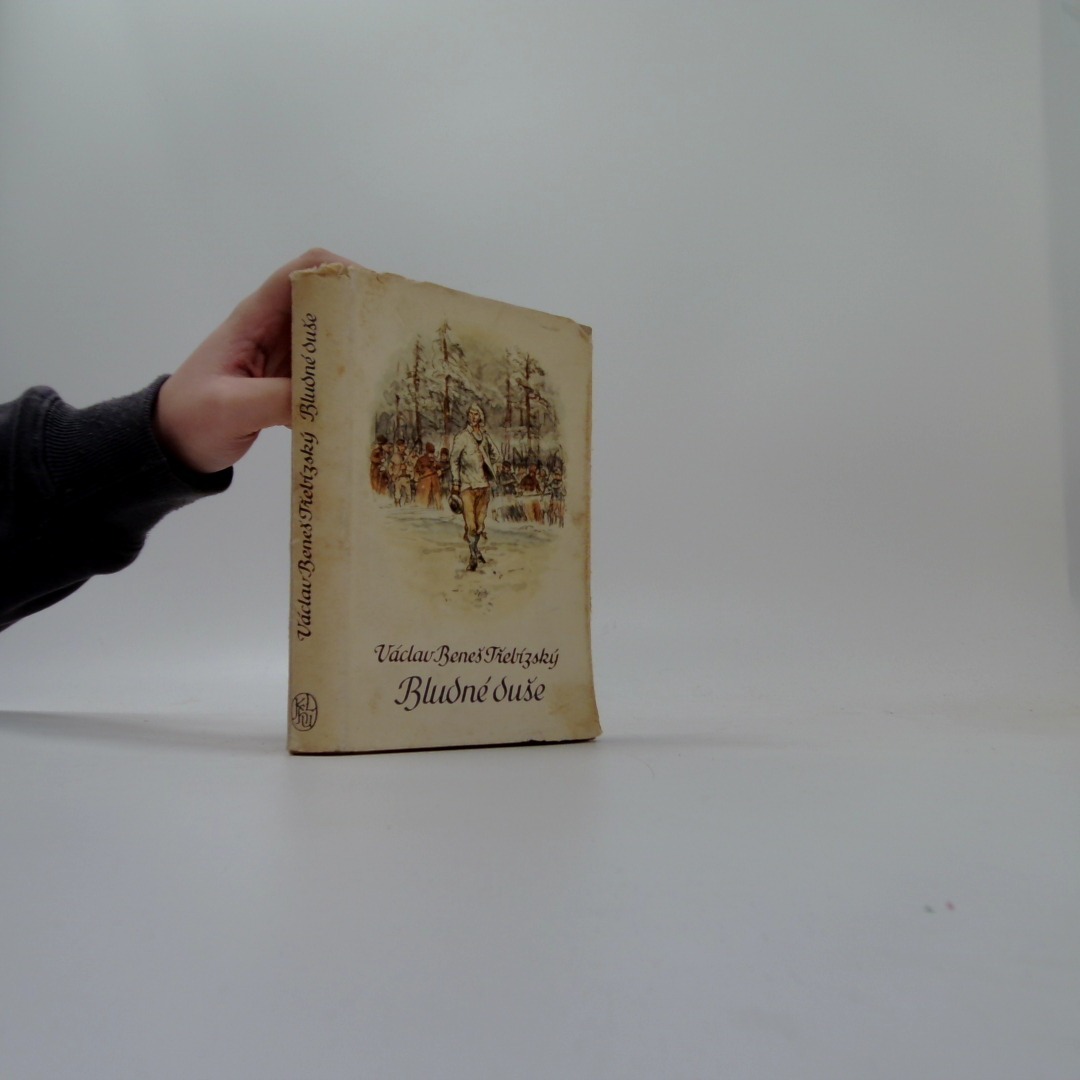 Václav Beneš Třebízský Bludné duše
Václav Beneš Třebízský
Bludné duše